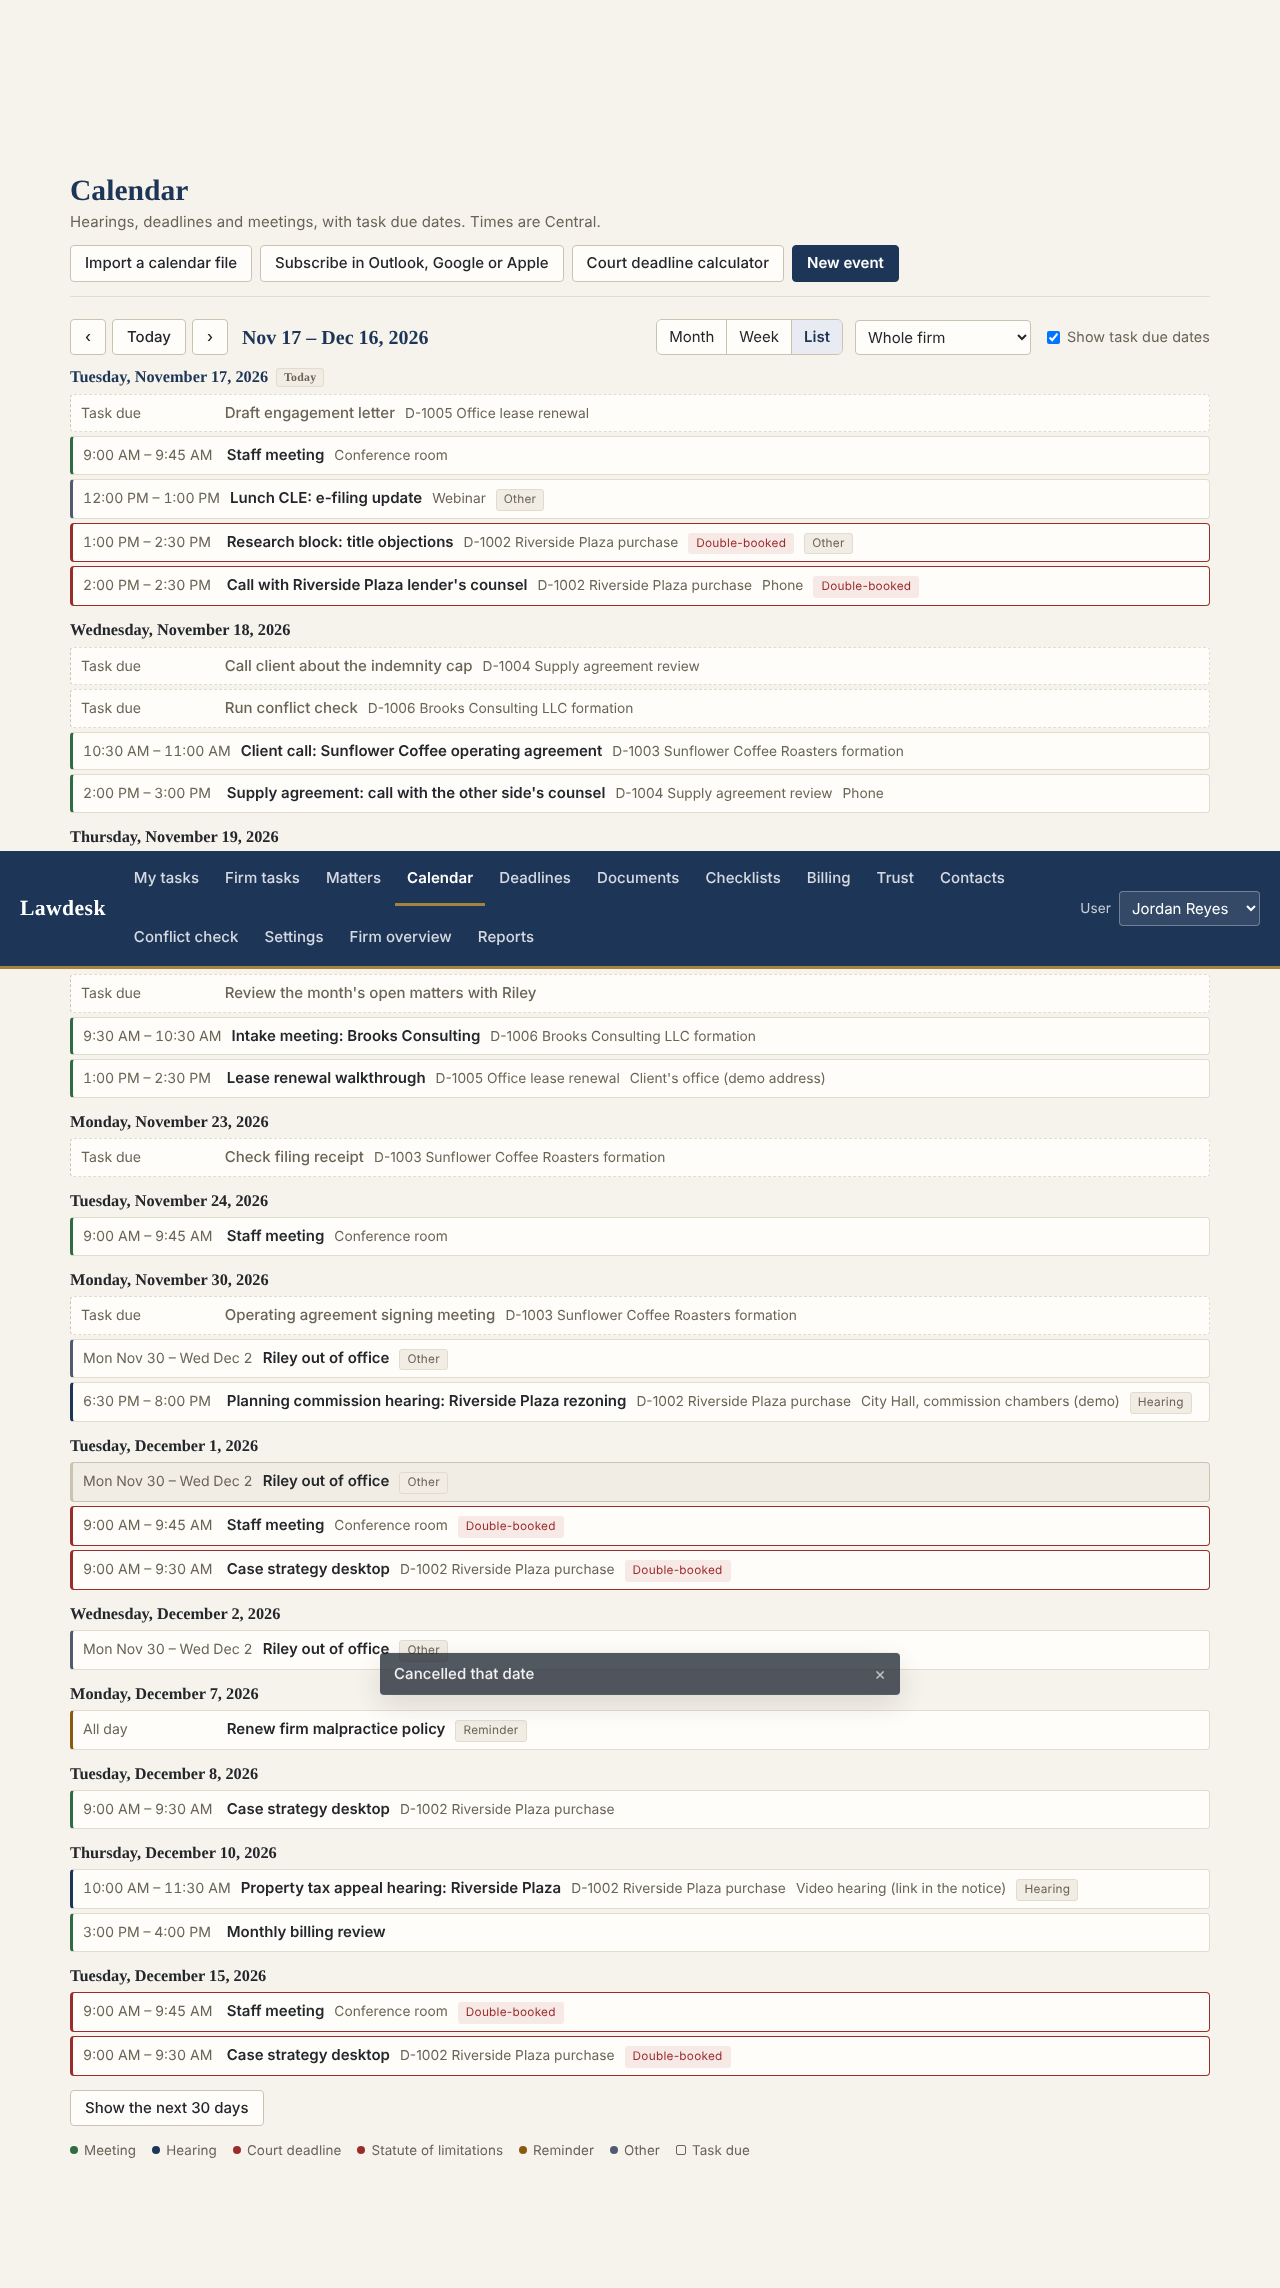 Calendar
Hearings, deadlines and meetings, with task due dates. Times are Central.
Import a calendar file Subscribe in Outlook, Google or Apple Court deadline calculator New event
‹ Today › Nov 17 – Dec 16, 2026 Month Week List Whole firm Show task due dates
Tuesday, November 17, 2026 Today
Task due Draft engagement letter D-1005 Office lease renewal
9:00 AM – 9:45 AM Staff meeting Conference room
12:00 PM – 1:00 PM Lunch CLE: e-filing update Webinar Other
1:00 PM – 2:30 PM Research block: title objections D-1002 Riverside Plaza purchase Double-booked Other
2:00 PM – 2:30 PM Call with Riverside Plaza lender's counsel D-1002 Riverside Plaza purchase Phone Double-booked
Wednesday, November 18, 2026
Task due Call client about the indemnity cap D-1004 Supply agreement review
Task due Run conflict check D-1006 Brooks Consulting LLC formation
10:30 AM – 11:00 AM Client call: Sunflower Coffee operating agreement D-1003 Sunflower Coffee Roasters formation
2:00 PM – 3:00 PM Supply agreement: call with the other side's counsel D-1004 Supply agreement review Phone
Thursday, November 19, 2026
Lawdesk My tasks Firm tasks Matters Calendar Deadlines Documents Checklists Billing Trust Contacts
Conflict check Settings Firm overview Reports
User Jordan Reyes
Task due Review the month's open matters with Riley
9:30 AM – 10:30 AM Intake meeting: Brooks Consulting D-1006 Brooks Consulting LLC formation
1:00 PM – 2:30 PM Lease renewal walkthrough D-1005 Office lease renewal Client's office (demo address)
Monday, November 23, 2026
Task due Check filing receipt D-1003 Sunflower Coffee Roasters formation
Tuesday, November 24, 2026
9:00 AM – 9:45 AM Staff meeting Conference room
Monday, November 30, 2026
Task due Operating agreement signing meeting D-1003 Sunflower Coffee Roasters formation
Mon Nov 30 – Wed Dec 2 Riley out of office Other
6:30 PM – 8:00 PM Planning commission hearing: Riverside Plaza rezoning D-1002 Riverside Plaza purchase City Hall, commission chambers (demo) Hearing
Tuesday, December 1, 2026
Mon Nov 30 – Wed Dec 2 Riley out of office Other
9:00 AM – 9:45 AM Staff meeting Conference room Double-booked
9:00 AM – 9:30 AM Case strategy desktop D-1002 Riverside Plaza purchase Double-booked
Wednesday, December 2, 2026
Mon Nov 30 – Wed Dec 2 Riley out of office Other
Cancelled that date ×
Monday, December 7, 2026
All day Renew firm malpractice policy Reminder
Tuesday, December 8, 2026
9:00 AM – 9:30 AM Case strategy desktop D-1002 Riverside Plaza purchase
Thursday, December 10, 2026
10:00 AM – 11:30 AM Property tax appeal hearing: Riverside Plaza D-1002 Riverside Plaza purchase Video hearing (link in the notice) Hearing
3:00 PM – 4:00 PM Monthly billing review
Tuesday, December 15, 2026
9:00 AM – 9:45 AM Staff meeting Conference room Double-booked
9:00 AM – 9:30 AM Case strategy desktop D-1002 Riverside Plaza purchase Double-booked
Show the next 30 days
Meeting Hearing Court deadline Statute of limitations Reminder Other Task due